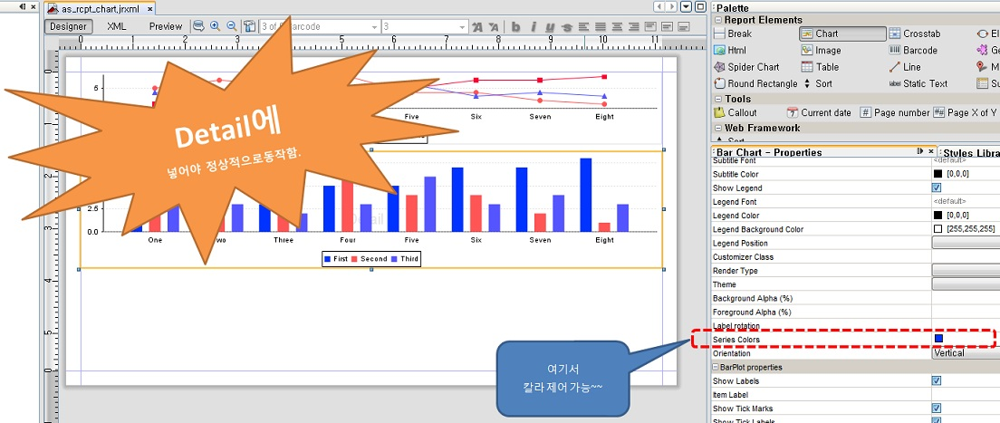 as_rcpt_chart.jrxml
Designer XML Preview 3 of 9 barcode 3 b i u s
0 1 2 3 4 5 6 7 8 9 10 11
6
Five Six Seven Eight
Detail에
넣어야 정상적으로동작함.
Detail
2.5
0.0
One Two Three Four Five Six Seven Eight
First Second Third
여기서
칼라 제어 가능~~
Palette
Report Elements
Break Chart Crosstab
Html Image Barcode
Spider Chart Table Line
Round Rectangle Sort label Static Text
Tools
Callout 7 Current date # Page number ## Page X of Y
Web Framework
Sort
Bar Chart - Properties Styles Libra
Subtitle Font <default>
Subtitle Color [0,0,0]
Show Legend
Legend Font <default>
Legend Color [0,0,0]
Legend Background Color [255,255,255]
Legend Position
Customizer Class
Render Type
Theme
Background Alpha (%)
Foreground Alpha (%)
Label rotation
Series Colors
Orientation Vertical
BarPlot properties
Show Labels
Item Label
Show Tick Marks
Show Tick Labels